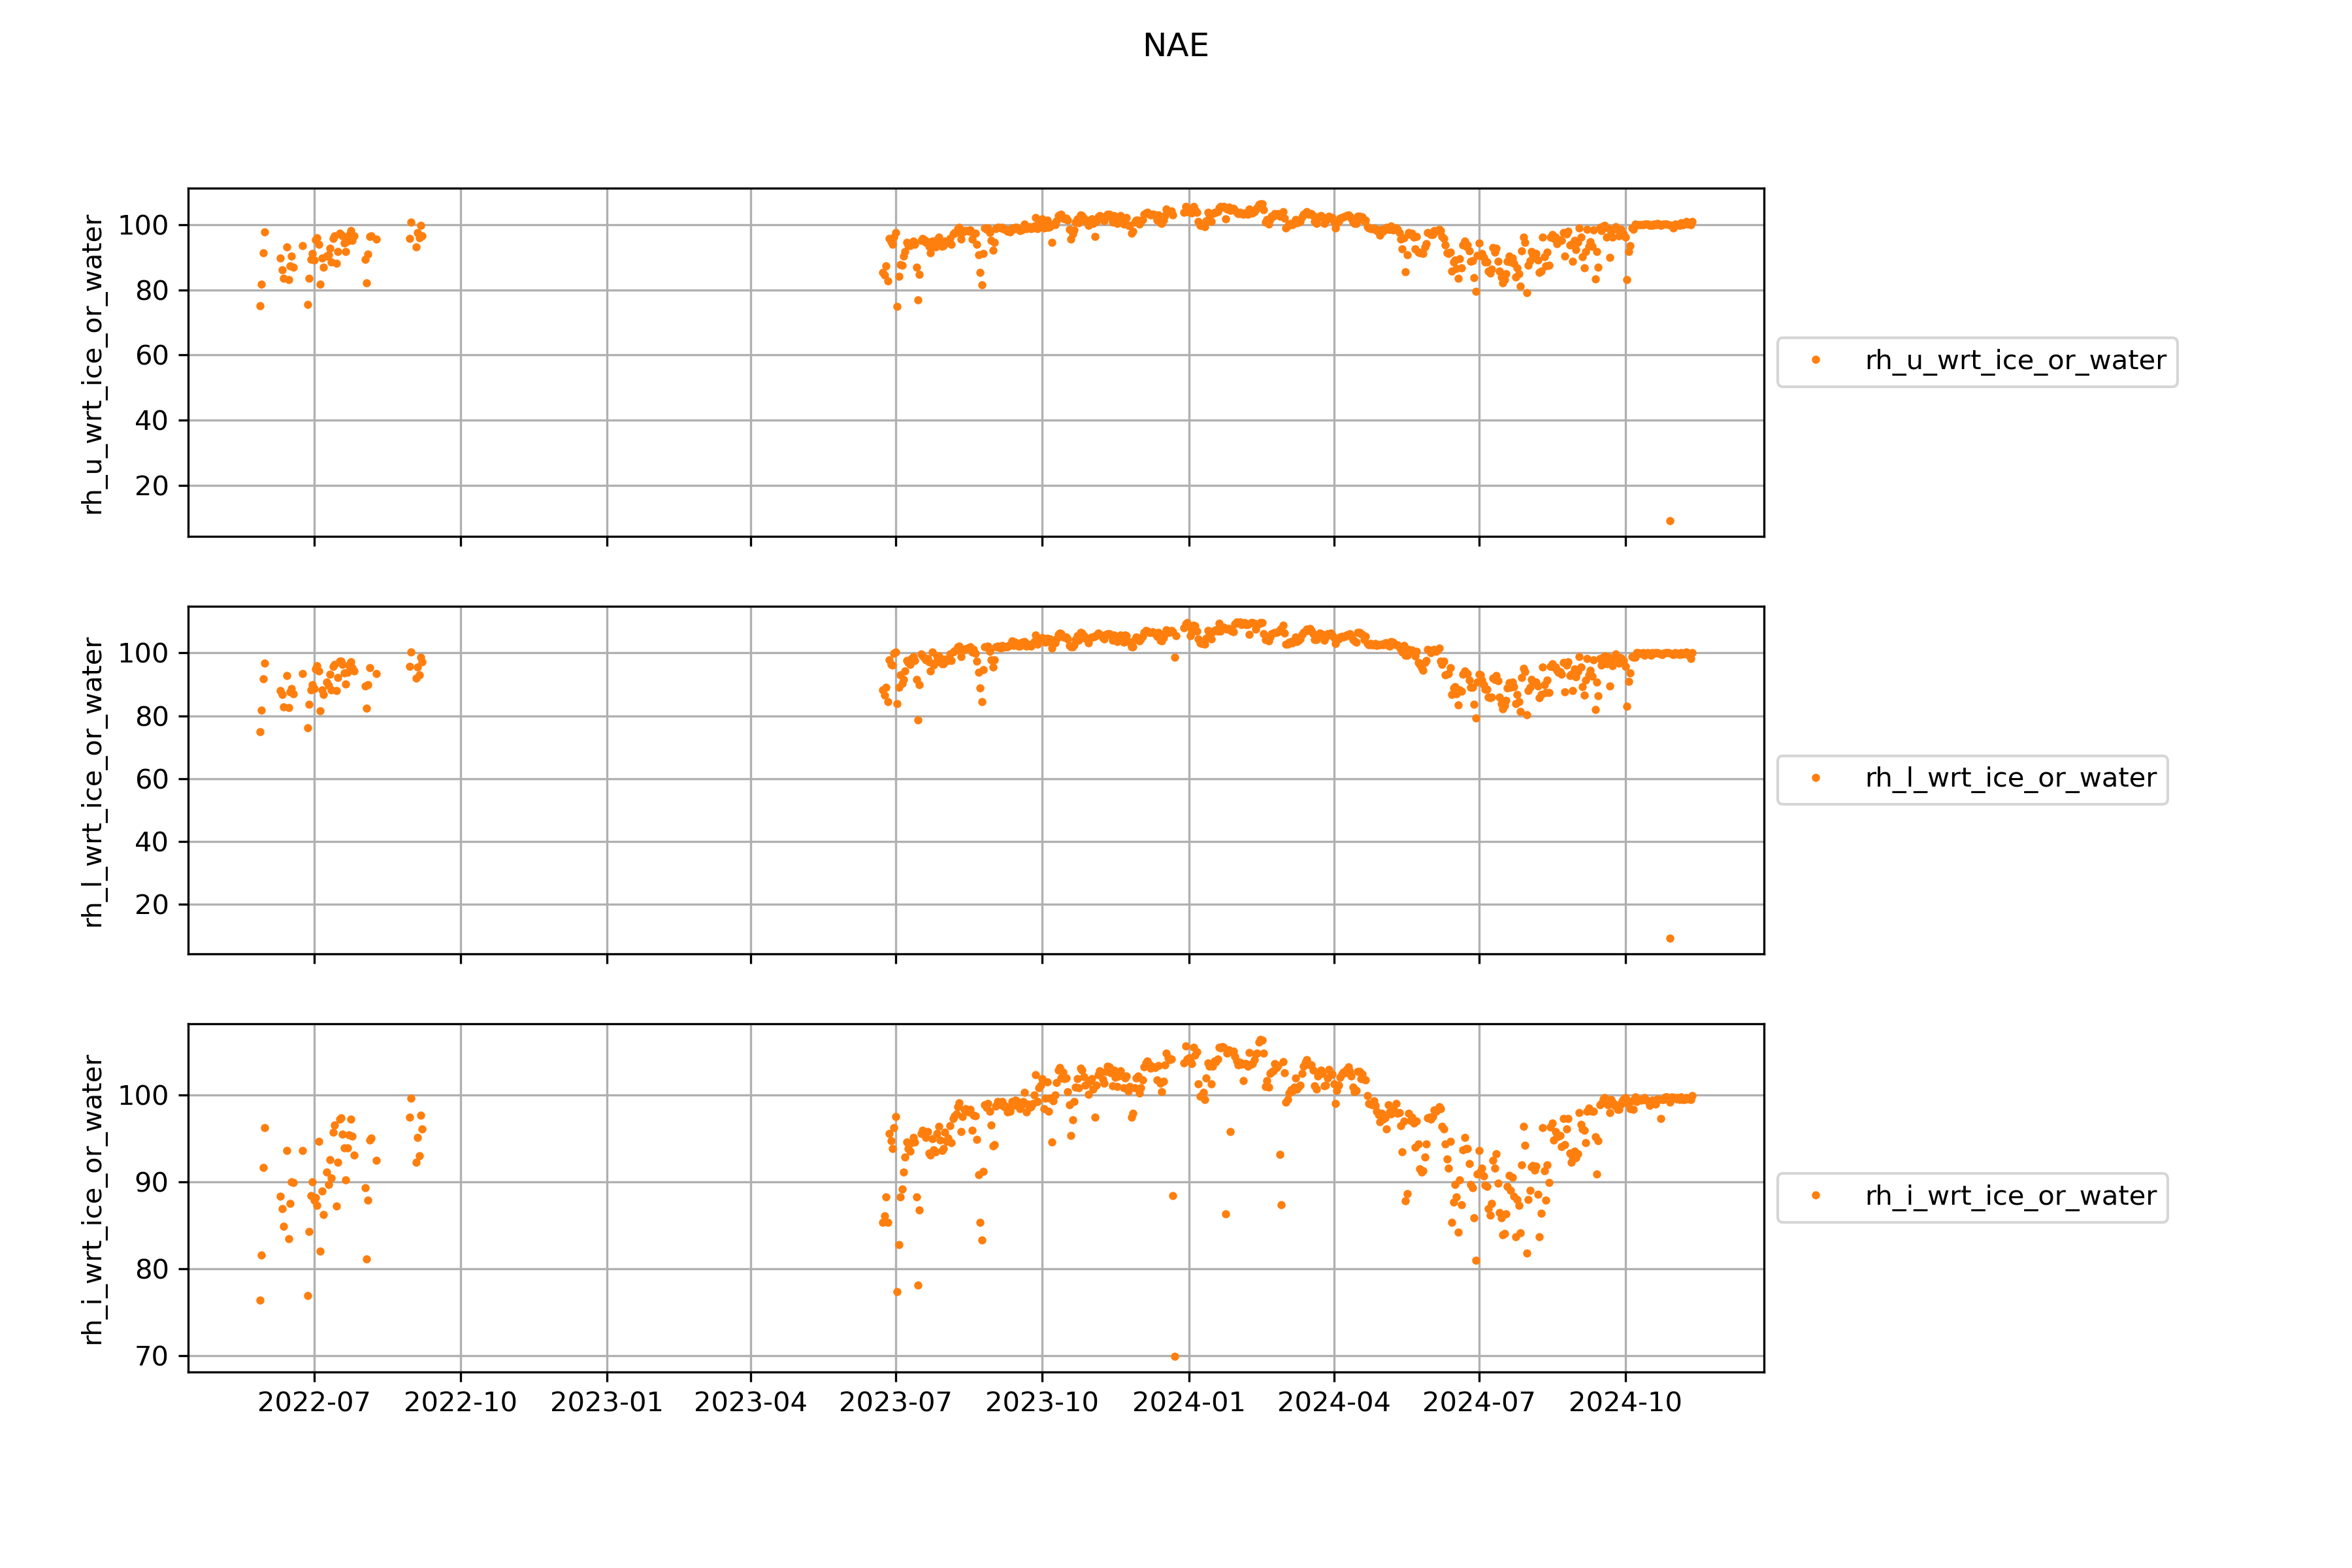 NAE
rh_u_wrt_ice_or_water
100
80
60
40
20
rh_u_wrt_ice_or_water
rh_l_wrt_ice_or_water
100
80
60
40
20
rh_l_wrt_ice_or_water
rh_i_wrt_ice_or_water
100
90
80
70
rh_i_wrt_ice_or_water
2022-07 2022-10 2023-01 2023-04 2023-07 2023-10 2024-01 2024-04 2024-07 2024-10